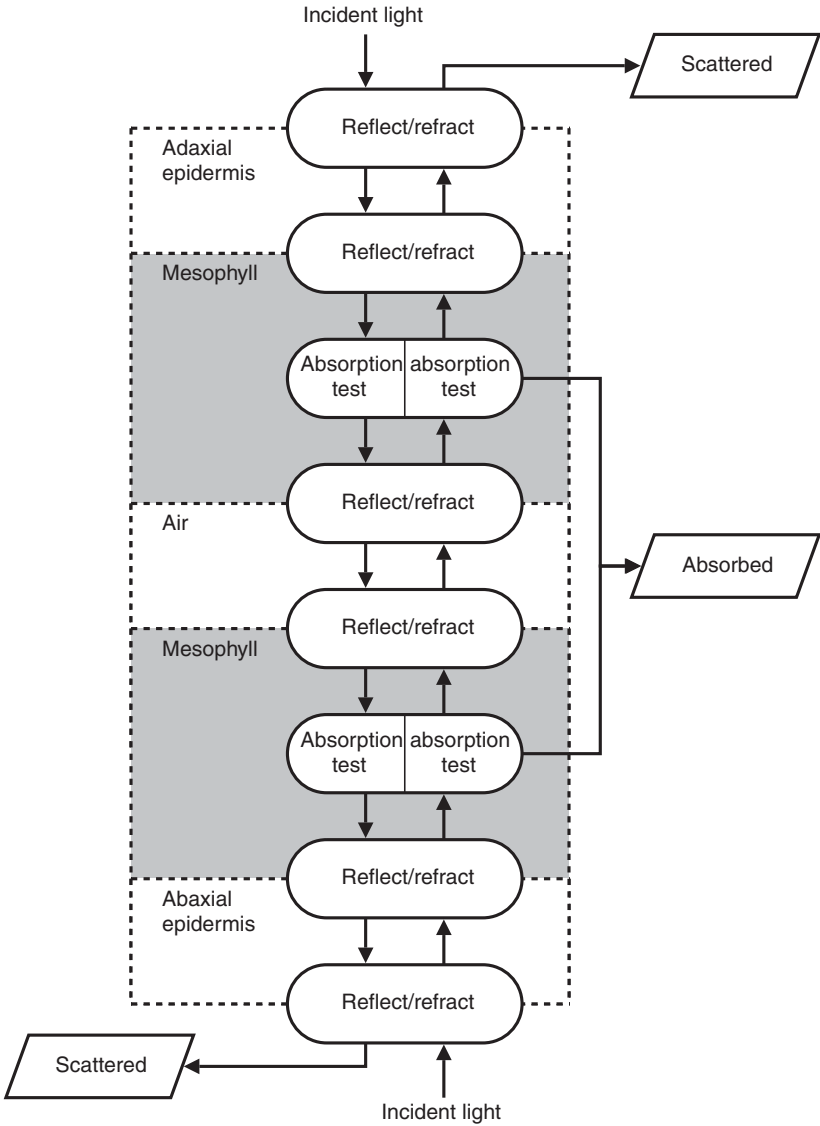 Incident light
Scattered
Reflect/refract
Adaxial
epidermis
Reflect/refract
Mesophyll
Absorption
test
absorption
test
Reflect/refract
Air
Absorbed
Reflect/refract
Mesophyll
Absorption
test
absorption
test
Reflect/refract
Abaxial
epidermis
Reflect/refract
Scattered
Incident light